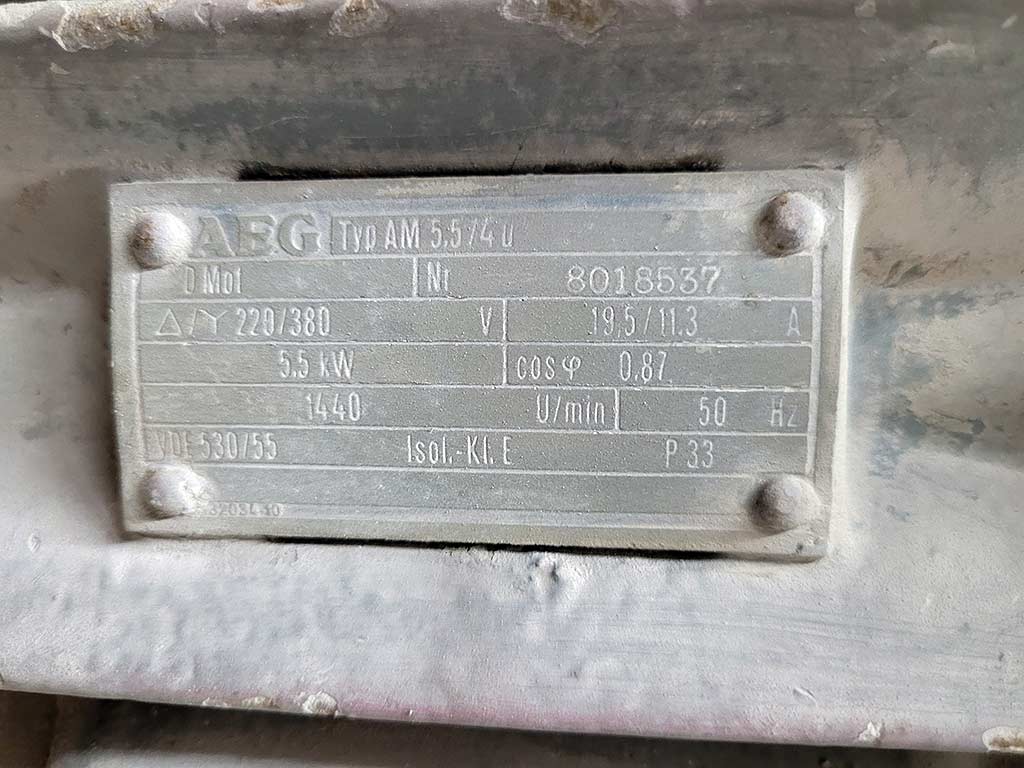 AEG Typ AM 5,5/4 u
D Mot Nr 8018537
△/Y 220/380 V 19,5/11.3 A
5.5 kW cos φ 0.87
1440 U/min 50 Hz
VDE 530/55 Isol.-Kl. E P 33